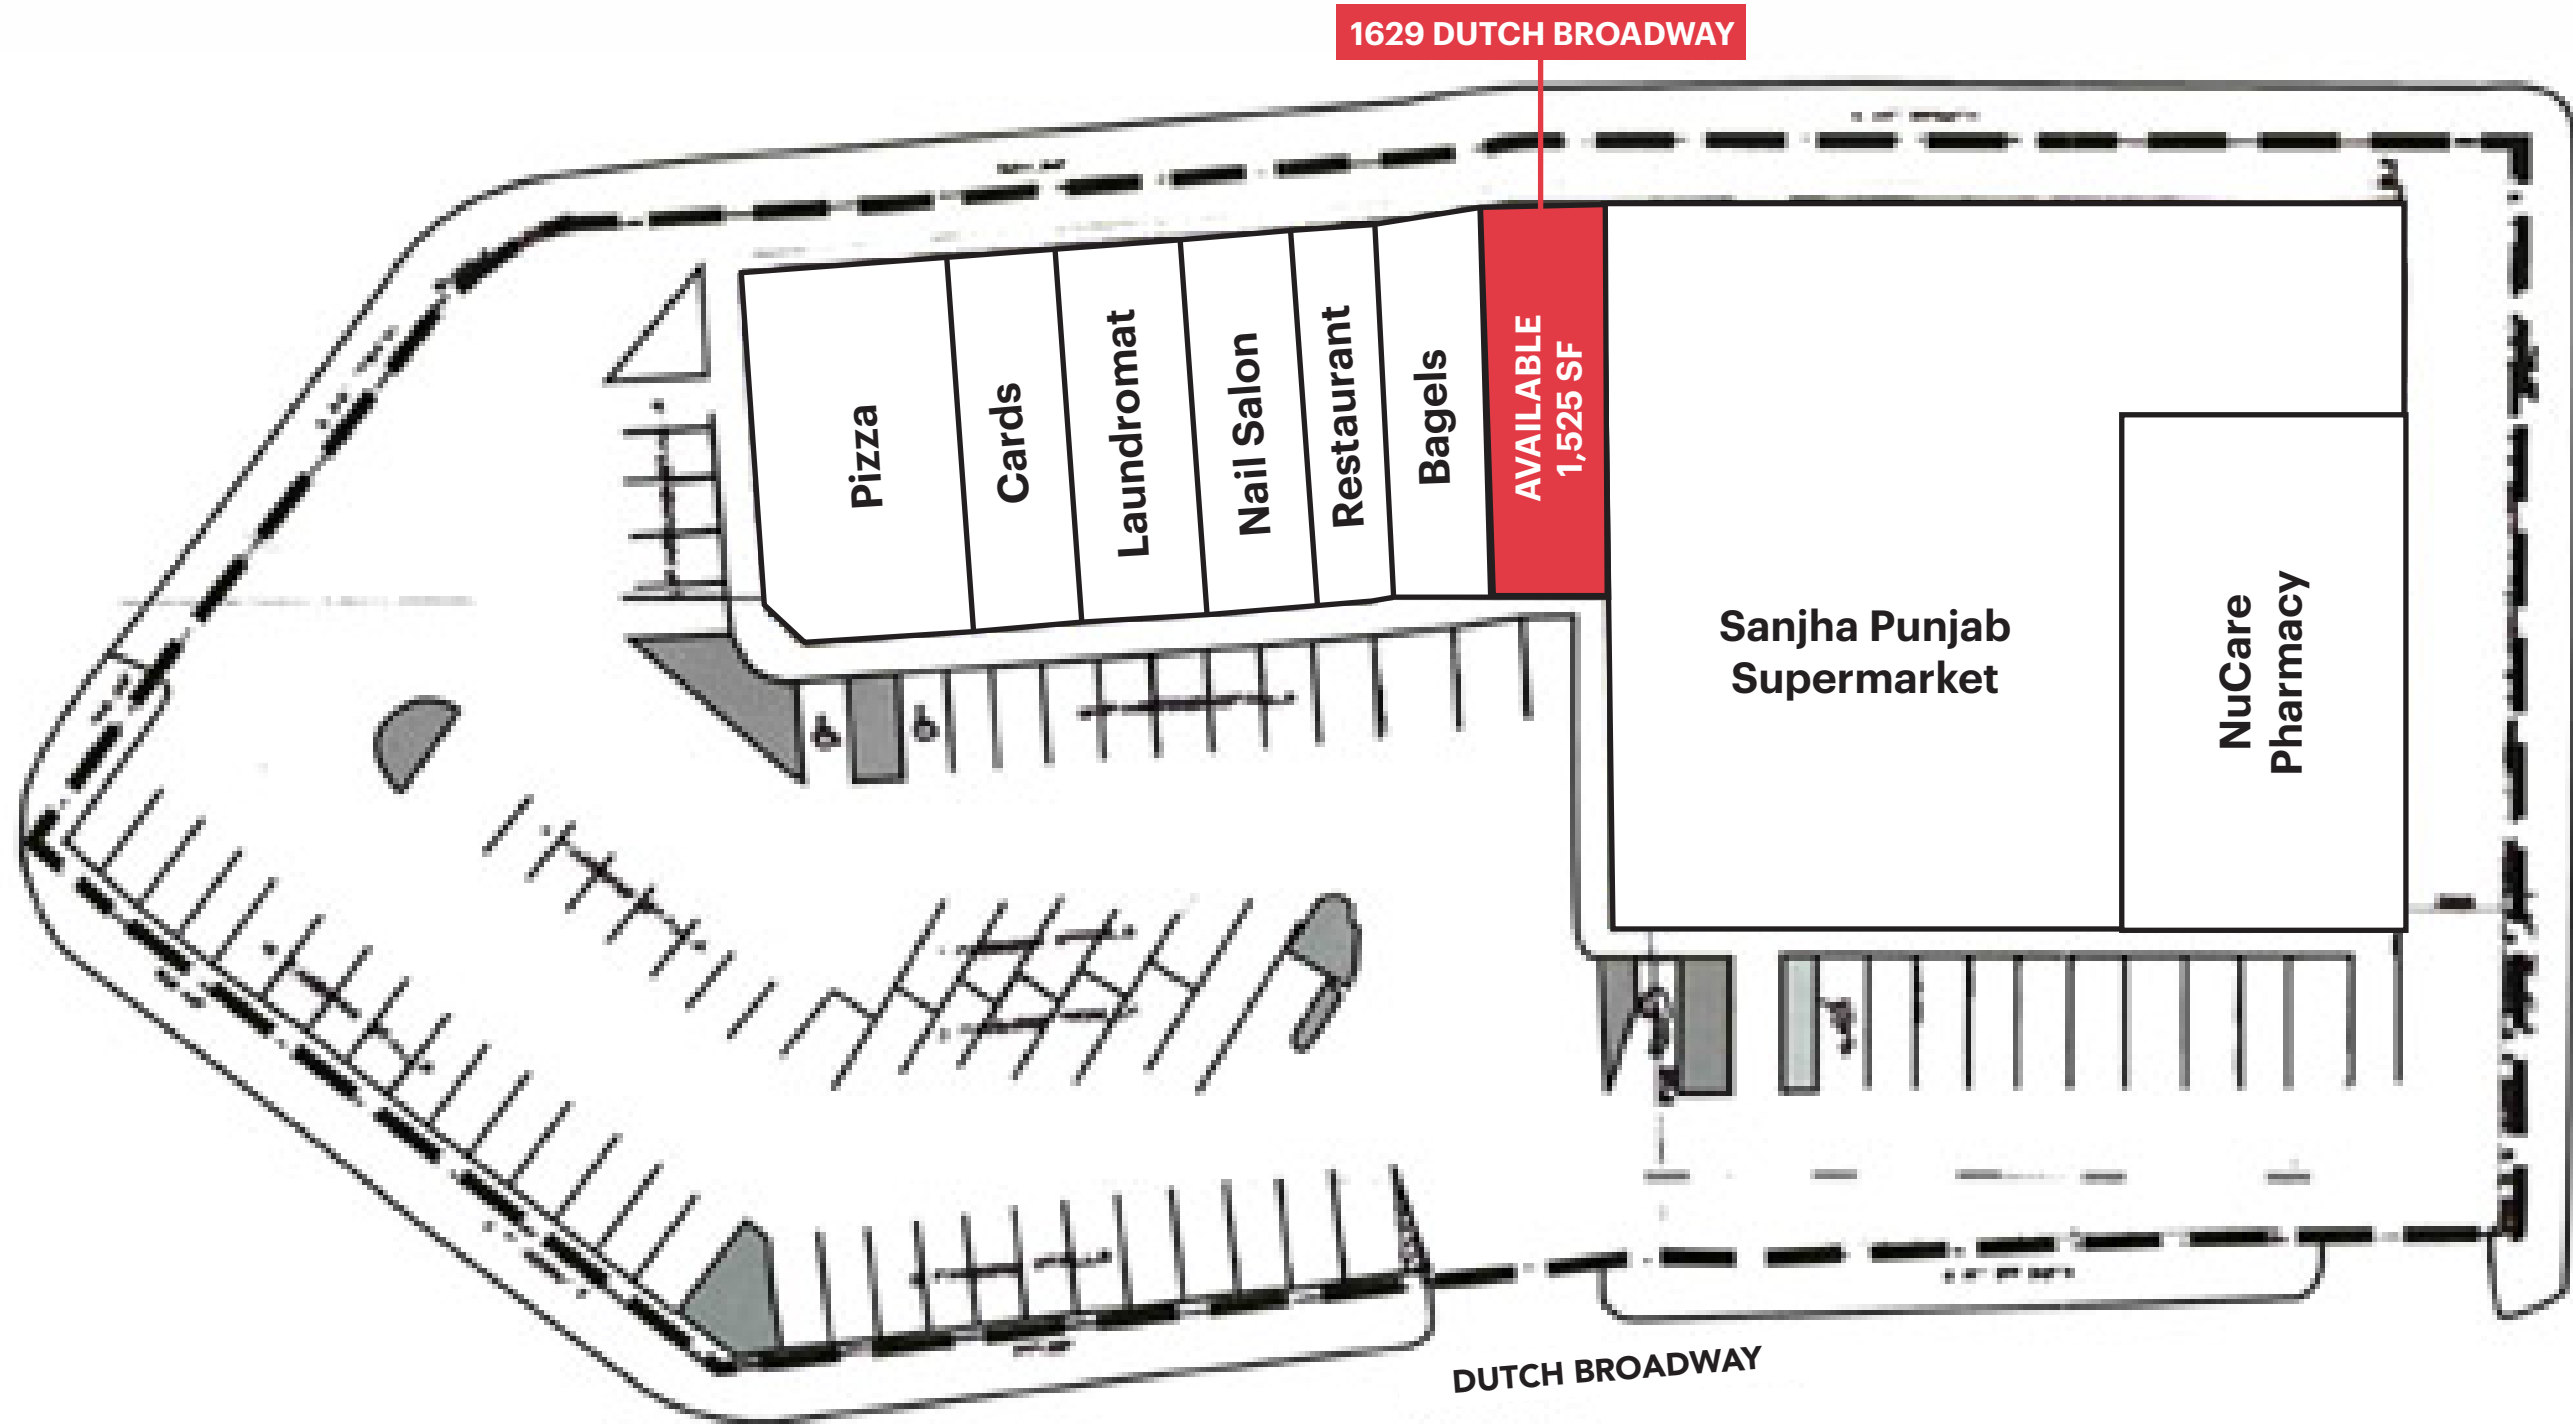 1629 DUTCH BROADWAY
Pizza
Cards
Laundromat
Nail Salon
Restaurant
Bagels
AVAILABLE
1,525 SF
Sanjha Punjab
Supermarket
NuCare
Pharmacy
DUTCH BROADWAY